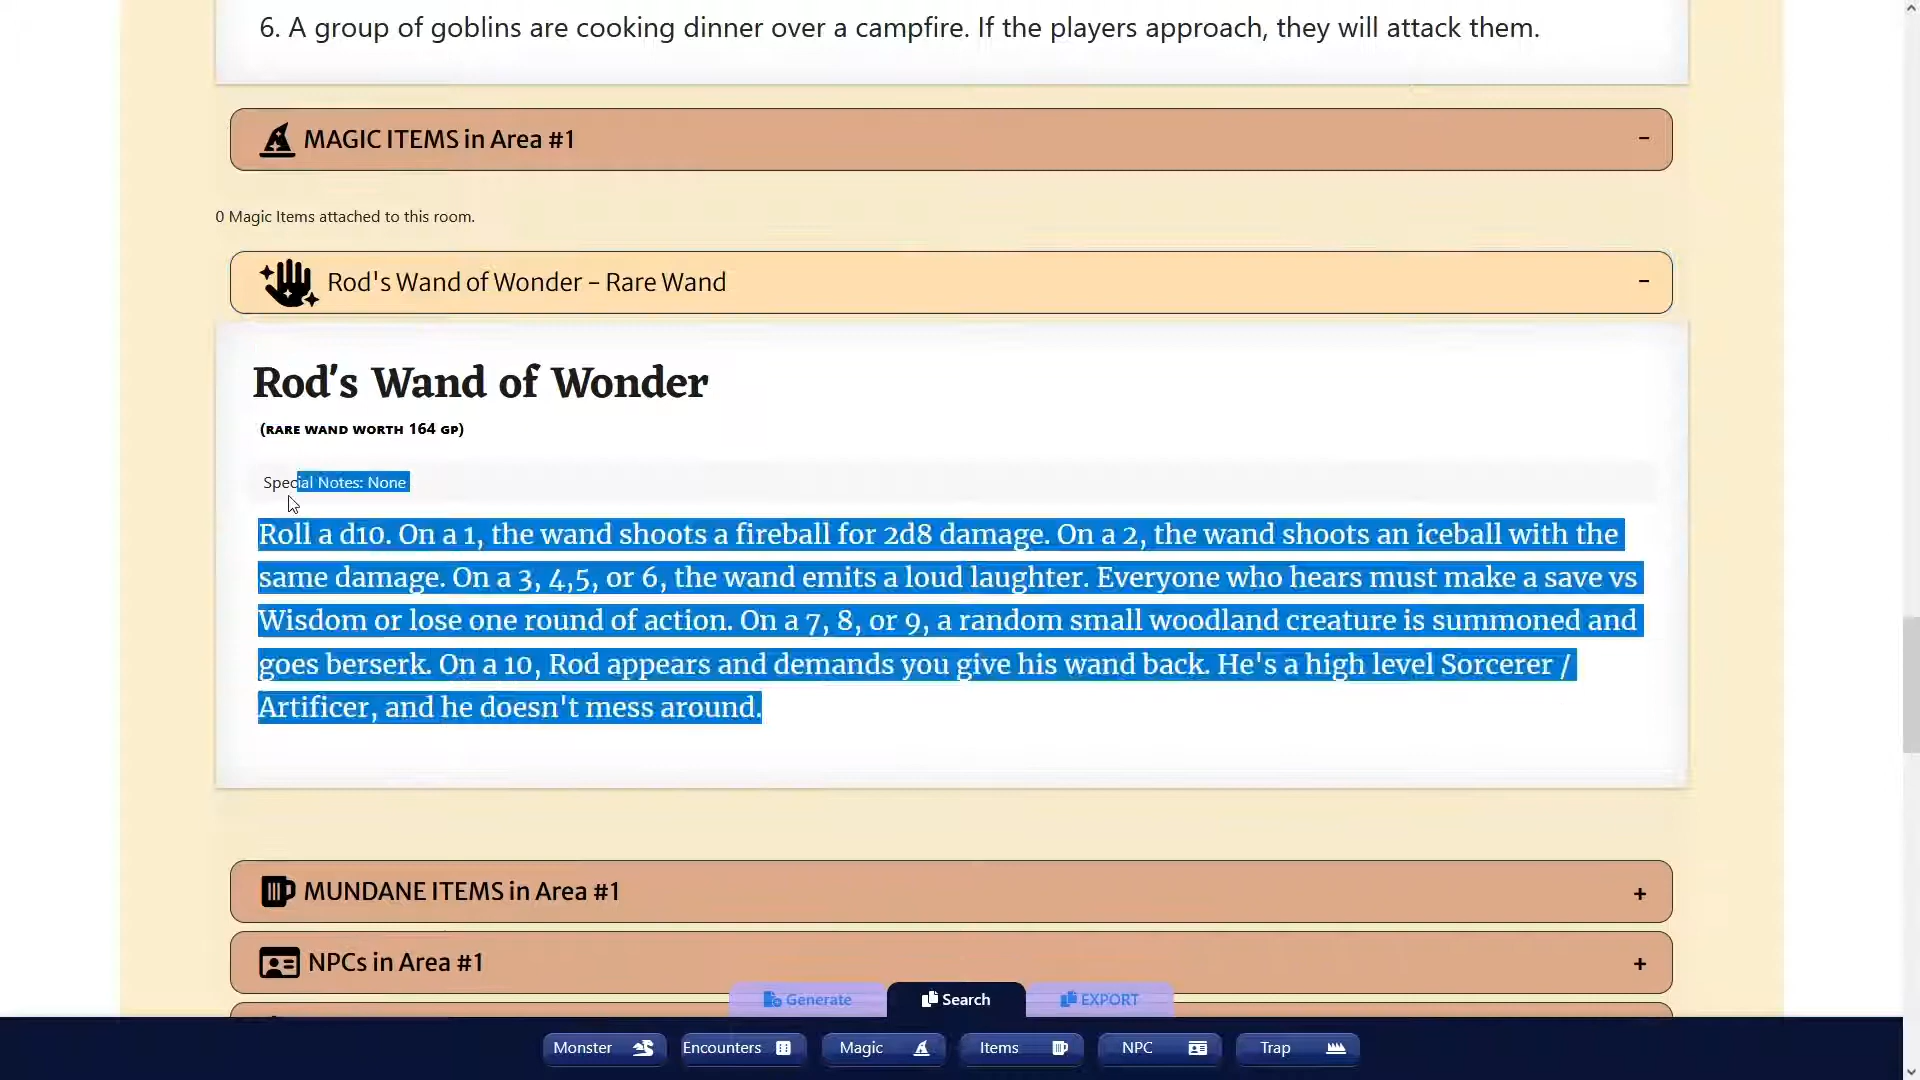 6. A group of goblins are cooking dinner over a campfire. If the players approach, they will attack them.
MAGIC ITEMS in Area #1
−
0 Magic Items attached to this room.
Rod's Wand of Wonder – Rare Wand
−
Rod's Wand of Wonder
(RARE WAND WORTH 164 GP)
Special Notes: None
Roll a d10. On a 1, the wand shoots a fireball for 2d8 damage. On a 2, the wand shoots an iceball with the
same damage. On a 3, 4,5, or 6, the wand emits a loud laughter. Everyone who hears must make a save vs
Wisdom or lose one round of action. On a 7, 8, or 9, a random small woodland creature is summoned and
goes berserk. On a 10, Rod appears and demands you give his wand back. He's a high level Sorcerer /
Artificer, and he doesn't mess around.
MUNDANE ITEMS in Area #1
+
NPCs in Area #1
+
Generate
Search
EXPORT
Monster
Encounters
Magic
Items
NPC
Trap